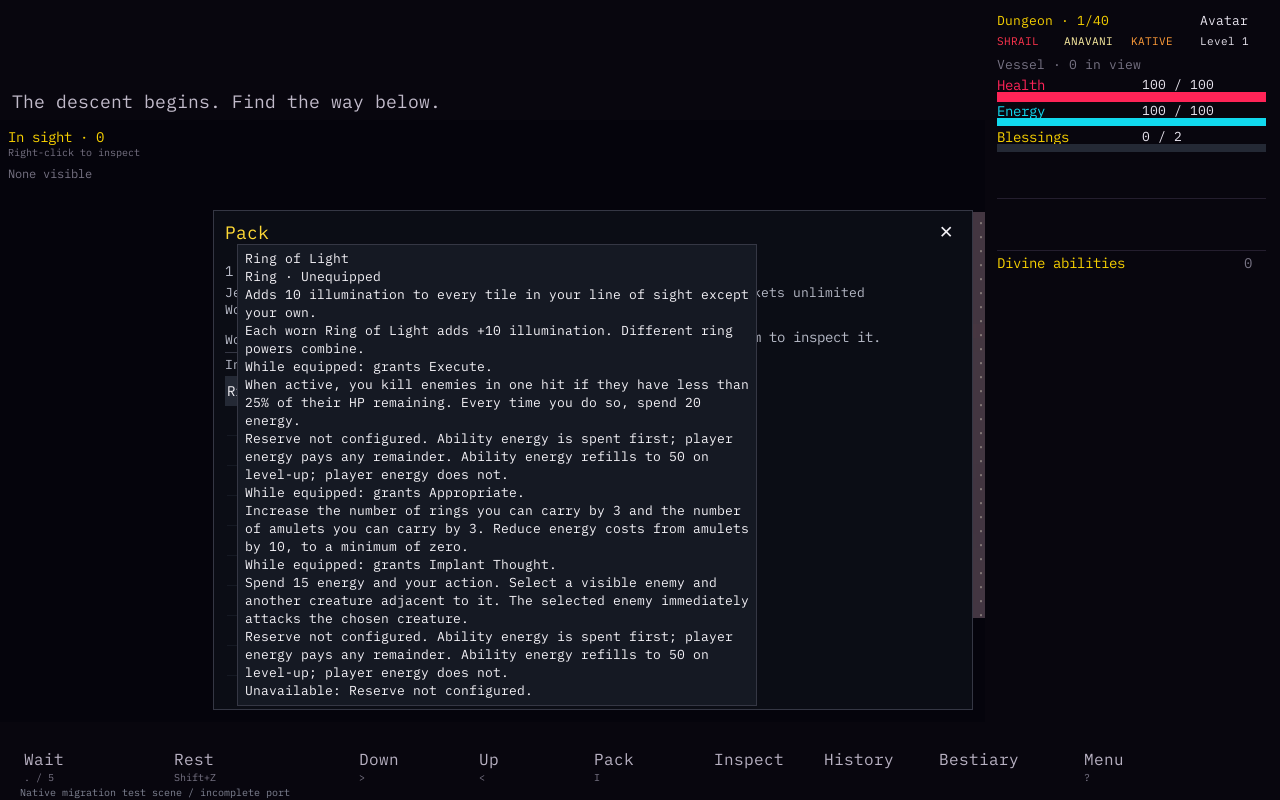 Dungeon · 1/40 Avatar
SHRAIL ANAVANI KATIVE Level 1
Vessel · 0 in view
Health 100 / 100
Energy 100 / 100
Blessings 0 / 2
Divine abilities 0
The descent begins. Find the way below.
In sight · 0
Right-click to inspect
None visible
Pack ✕
1
kets unlimited
to inspect it.
Ring of Light
Ring · Unequipped
Adds 10 illumination to every tile in your line of sight except
your own.
Each worn Ring of Light adds +10 illumination. Different ring
powers combine.
While equipped: grants Execute.
When active, you kill enemies in one hit if they have less than
25% of their HP remaining. Every time you do so, spend 20
energy.
Reserve not configured. Ability energy is spent first; player
energy pays any remainder. Ability energy refills to 50 on
level-up; player energy does not.
While equipped: grants Appropriate.
Increase the number of rings you can carry by 3 and the number
of amulets you can carry by 3. Reduce energy costs from amulets
by 10, to a minimum of zero.
While equipped: grants Implant Thought.
Spend 15 energy and your action. Select a visible enemy and
another creature adjacent to it. The selected enemy immediately
attacks the chosen creature.
Reserve not configured. Ability energy is spent first; player
energy pays any remainder. Ability energy refills to 50 on
level-up; player energy does not.
Unavailable: Reserve not configured.
Wait Rest Down Up Pack Inspect History Bestiary Menu
. / 5 Shift+Z > < I ?
Native migration test scene / incomplete port